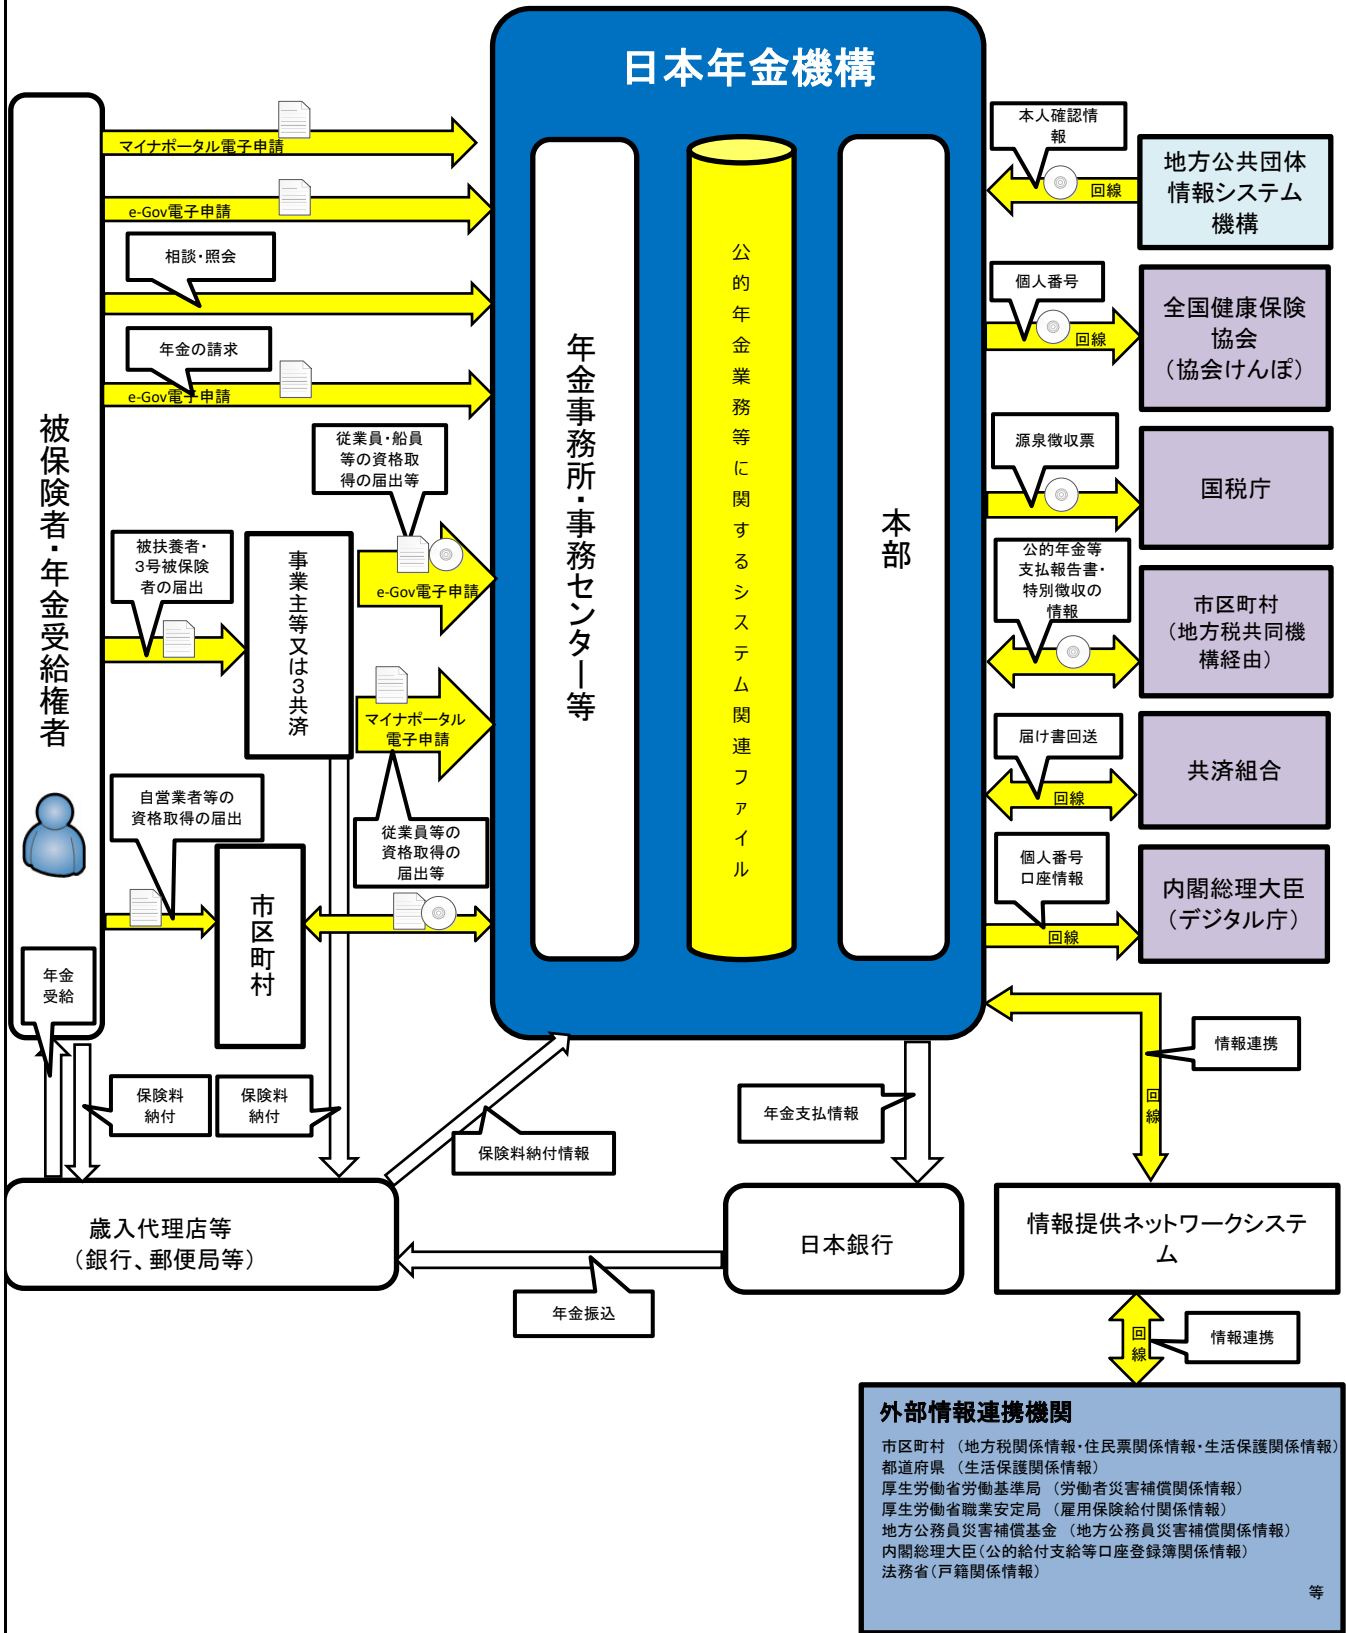 日本年金機構
被保険者・年金受給権者
マイナポータル電子申請
e-Gov電子申請
相談・照会
年金の請求
e-Gov電子申請
従業員・船員
等の資格取
得の届出等
被扶養者・
3号被保険
者の届出
事業主等又は3共済
e-Gov電子申請
マイナポータル
電子申請
従業員等の
資格取得の
届出等
自営業者等の
資格取得の届出
市区町村
年金事務所・事務センター等
公的年金業務等に関するシステム関連ファイル
本部
本人確認情
報
回線
地方公共団体
情報システム
機構
個人番号
回線
全国健康保険
協会
（協会けんぽ）
源泉徴収票
国税庁
公的年金等
支払報告書・
特別徴収の
情報
市区町村
（地方税共同機
構経由）
届け書回送
回線
共済組合
個人番号
口座情報
回線
内閣総理大臣
（デジタル庁）
年金
受給
保険料
納付
保険料
納付
保険料納付情報
年金支払情報
情報連携
回線
歳入代理店等
（銀行、郵便局等）
年金振込
日本銀行
情報提供ネットワークシステ
ム
回線
情報連携
外部情報連携機関
市区町村 （地方税関係情報・住民票関係情報・生活保護関係情報）
都道府県 （生活保護関係情報）
厚生労働省労働基準局 （労働者災害補償関係情報）
厚生労働省職業安定局 （雇用保険給付関係情報）
地方公務員災害補償基金 （地方公務員災害補償関係情報）
内閣総理大臣（公的給付支給等口座登録簿関係情報）
法務省（戸籍関係情報）
等